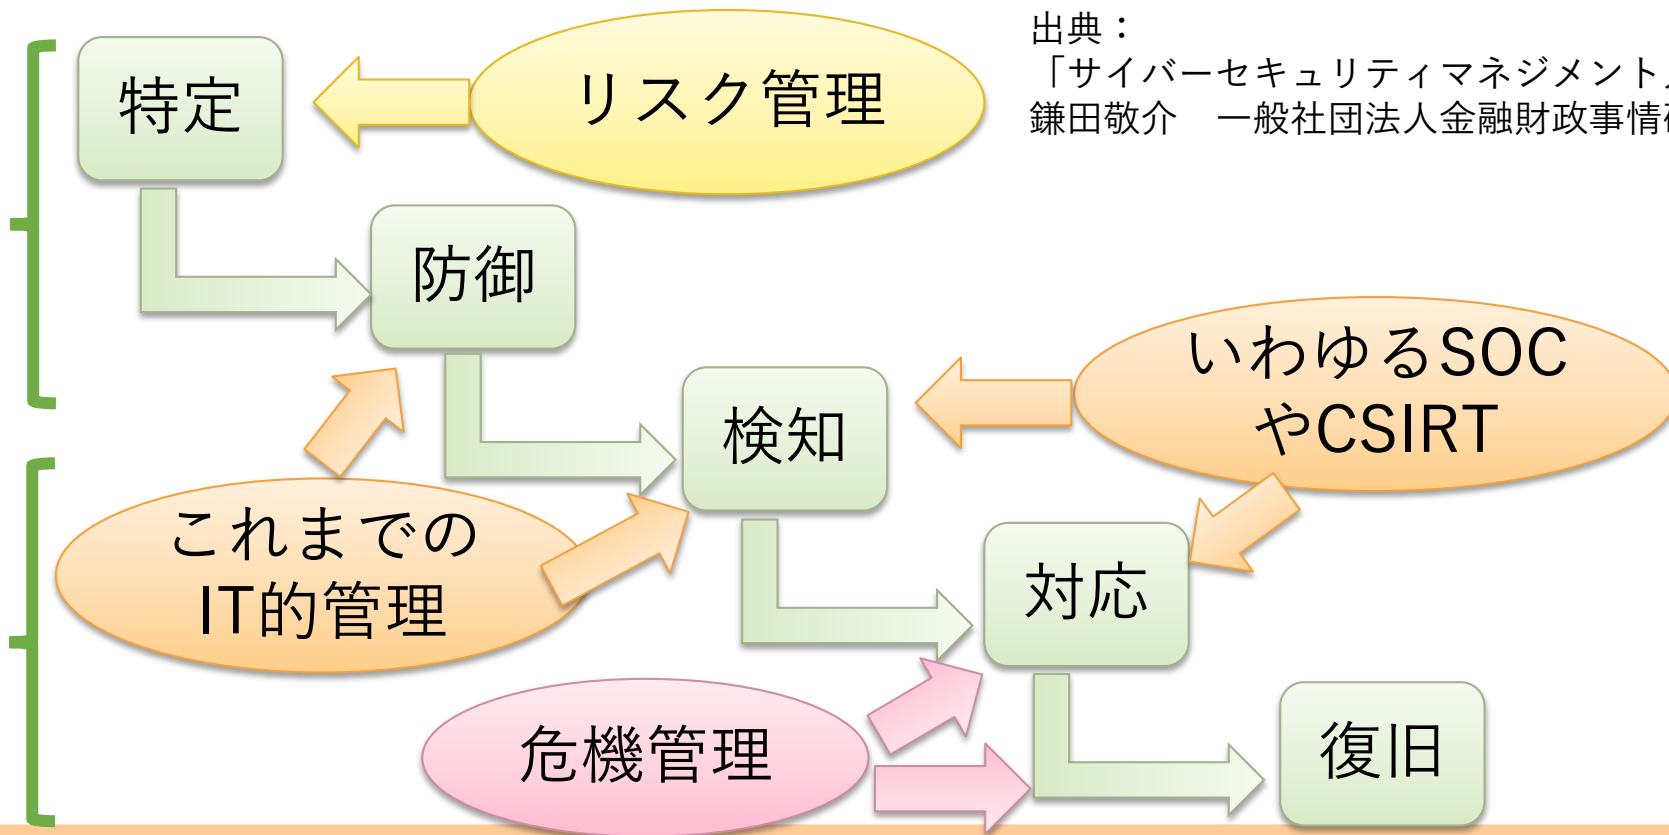 出典：
「サイバーセキュリティマネジメント
鎌田敬介　一般社団法人金融財政事情
特定
リスク管理
防御
いわゆるSOC
やCSIRT
検知
これまでの
IT的管理
対応
危機管理
復旧